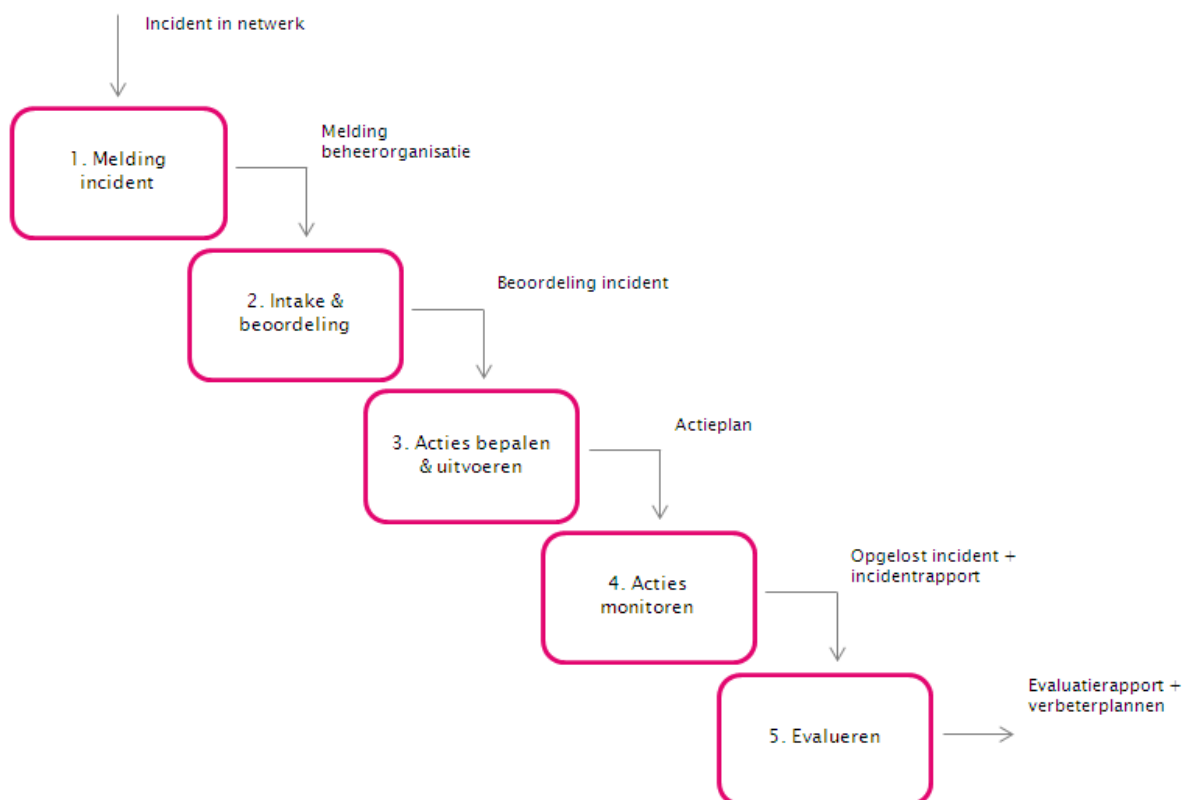 Incident in netwerk
1. Melding
incident
Melding
beheerorganisatie
2. Intake &
beoordeling
Beoordeling incident
3. Acties bepalen
& uitvoeren
Actieplan
4. Acties
monitoren
Opgelost incident +
incidentrapport
5. Evalueren
Evaluatierapport +
verbeterplannen